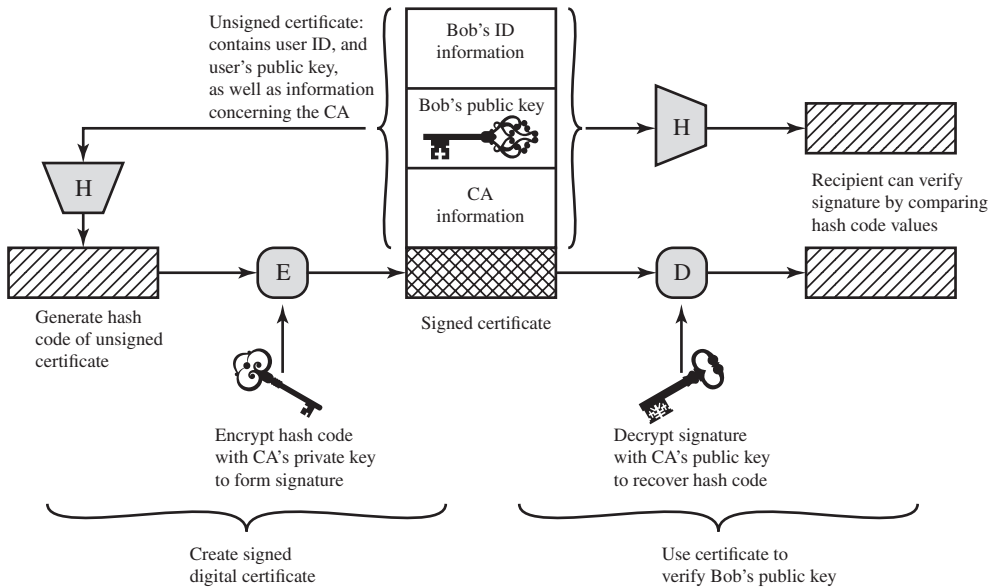 Unsigned certificate:
contains user ID, and
user's public key,
as well as information
concerning the CA
Bob's ID
information
Bob's public key
CA
information
H
H
Recipient can verify
signature by comparing
hash code values
E
D
Generate hash
code of unsigned
certificate
Signed certificate
Encrypt hash code
with CA's private key
to form signature
Decrypt signature
with CA's public key
to recover hash code
Create signed
digital certificate
Use certificate to
verify Bob's public key